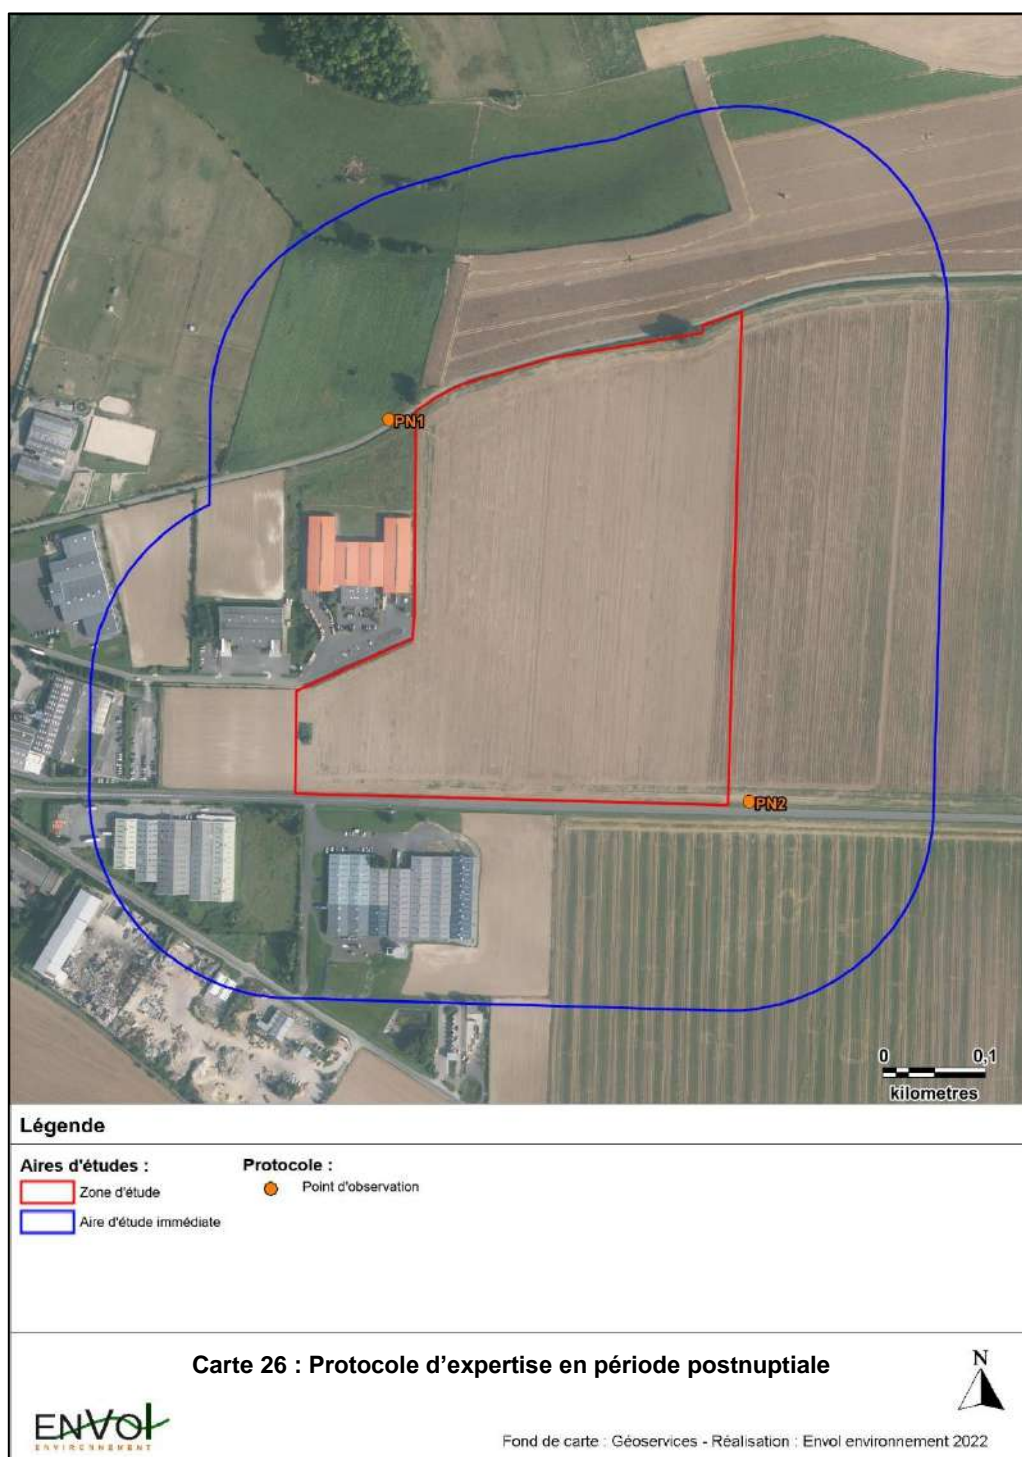 PN1
PN2
0 0,1
kilometres
Légende
Aires d'études :
Zone d'étude
Aire d'étude immédiate
Protocole :
Point d'observation
Carte 26 : Protocole d'expertise en période postnuptiale
N
ENVOl
ENVIRONNEMENT
Fond de carte : Géoservices - Réalisation : Envol environnement 2022